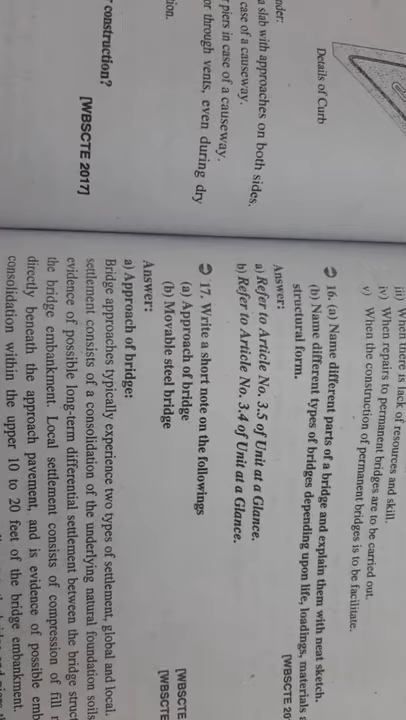 Details of Curb
nder:
a slab with approaches on both sides.
case of a causeway.
piers in case of a causeway.
or through vents, even during dry
construction?
[WBSCTE 2017]
iii) When there is lack of resources and skill.
iv) When repairs to permanent bridges are to be carried out.
v) When the construction of permanent bridges is to be facilitate.
16. (a) Name different parts of a bridge and explain them with neat sketch.
(b) Name different types of bridges depending upon life, loadings, materials
structural form.
[WBSCTE 20
Answer:
a) Refer to Article No. 3.5 of Unit at a Glance.
b) Refer to Article No. 3.4 of Unit at a Glance.
17. Write a short note on the followings
(a) Approach of bridge
[WBSCTE
(b) Movable steel bridge
[WBSCTE
Answer:
a) Approach of bridge:
Bridge approaches typically experience two types of settlement, global and local.
settlement consists of a consolidation of the underlying natural foundation soils
evidence of possible long-term differential settlement between the bridge struct
the bridge embankment. Local settlement consists of compression of fill
directly beneath the approach pavement, and is evidence of possible emb
consolidation within the upper 10 to 20 feet of the bridge embankment.